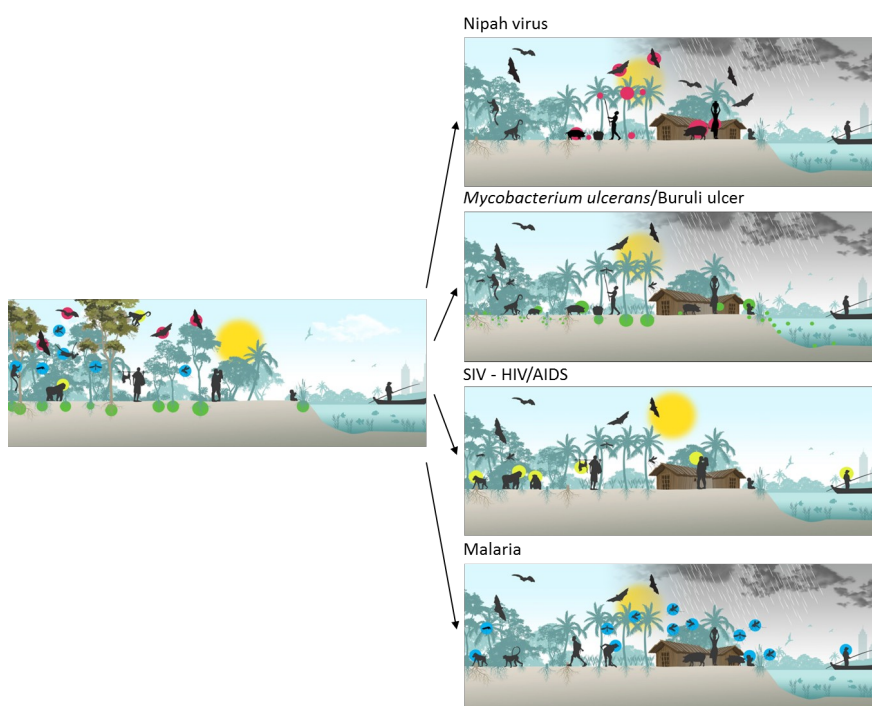 Nipah virus
Mycobacterium ulcerans/Buruli ulcer
SIV - HIV/AIDS
Malaria